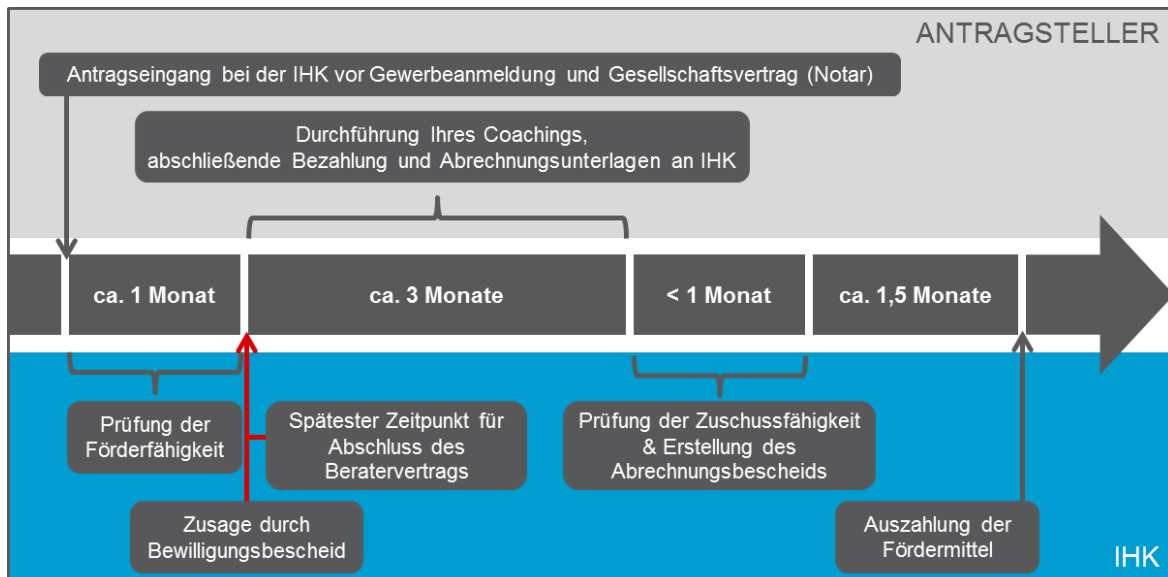 ANTRAGSTELLER
Antragseingang bei der IHK vor Gewerbeanmeldung und Gesellschaftsvertrag (Notar)
Durchführung Ihres Coachings,
abschließende Bezahlung und Abrechnungsunterlagen an IHK
ca. 1 Monat
ca. 3 Monate
< 1 Monat
ca. 1,5 Monate
Prüfung der
Förderfähigkeit
Spätester Zeitpunkt für
Abschluss des
Beratervertrags
Prüfung der Zuschussfähigkeit
& Erstellung des
Abrechnungsbescheids
Zusage durch
Bewilligungsbescheid
Auszahlung der
Fördermittel
IHK